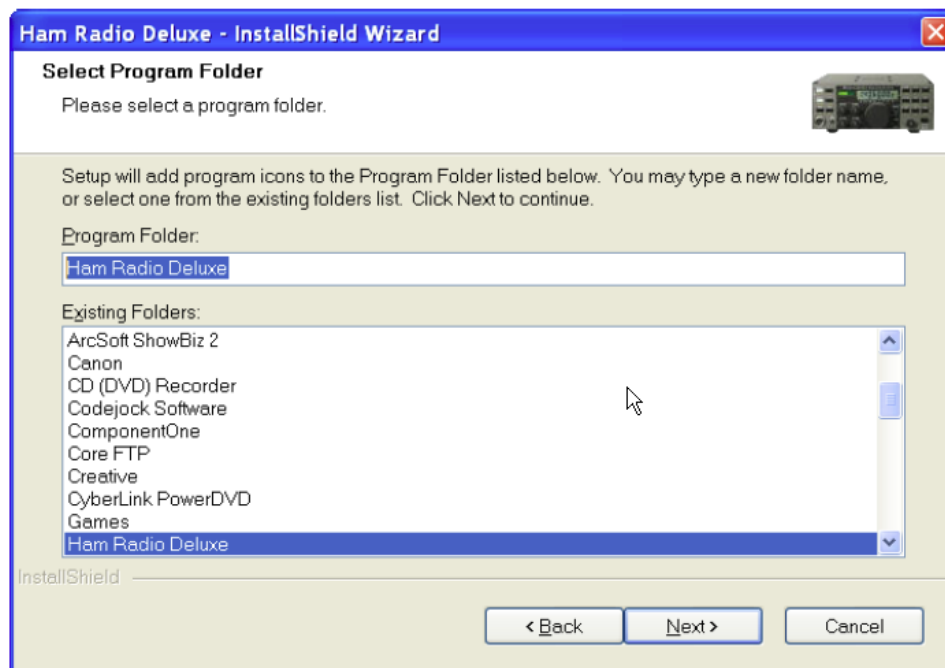 Ham Radio Deluxe - InstallShield Wizard
Select Program Folder
Please select a program folder.
Setup will add program icons to the Program Folder listed below. You may type a new folder name,
or select one from the existing folders list. Click Next to continue.
Program Folder:
Ham Radio Deluxe
Existing Folders:
ArcSoft ShowBiz 2
Canon
CD (DVD) Recorder
Codejock Software
ComponentOne
Core FTP
Creative
CyberLink PowerDVD
Games
Ham Radio Deluxe
InstallShield
< Back
Next >
Cancel